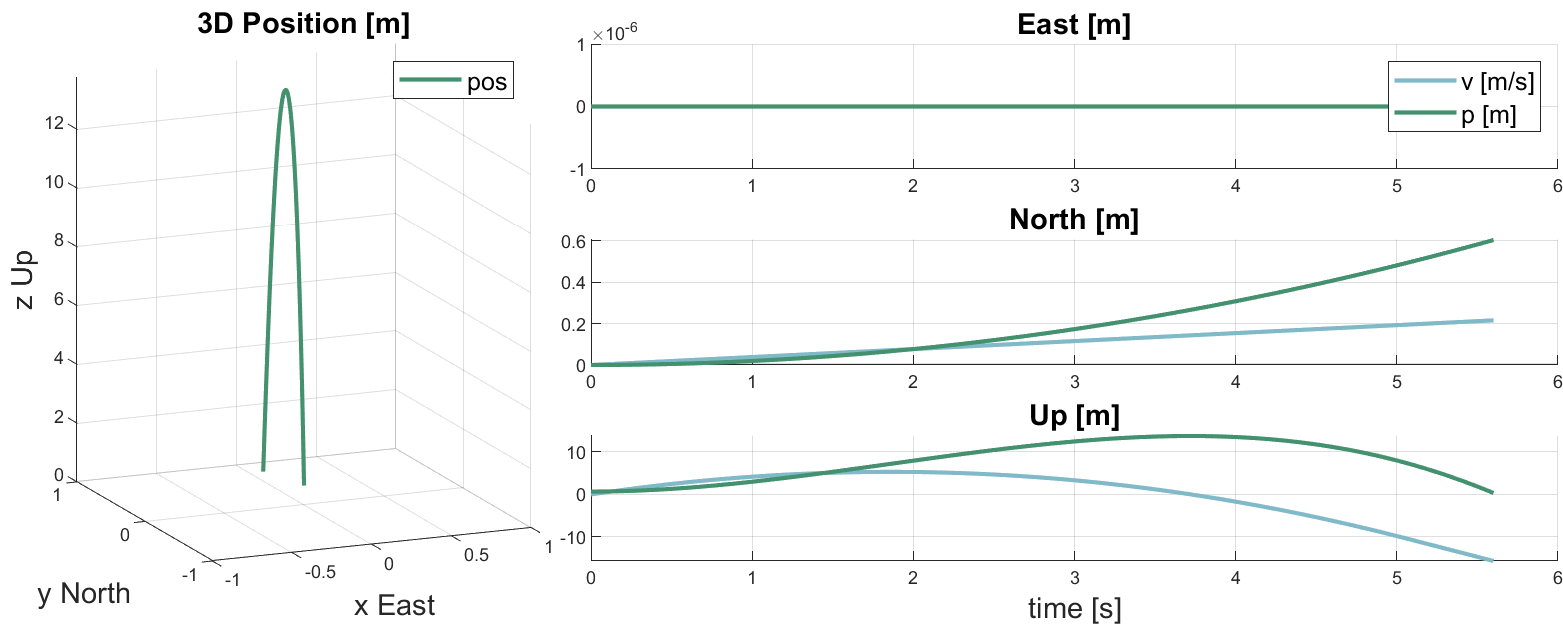 3D Position [m]
pos
12
10
8
6
4
2
0
z Up
1
0
-1
y North
-1
-0.5
0
0.5
1
x East
East [m]
×10-6
1
0
-1
v [m/s]
p [m]
0 1 2 3 4 5 6
North [m]
0.6
0.4
0.2
0
0 1 2 3 4 5 6
Up [m]
10
0
-10
0 1 2 3 4 5 6
time [s]